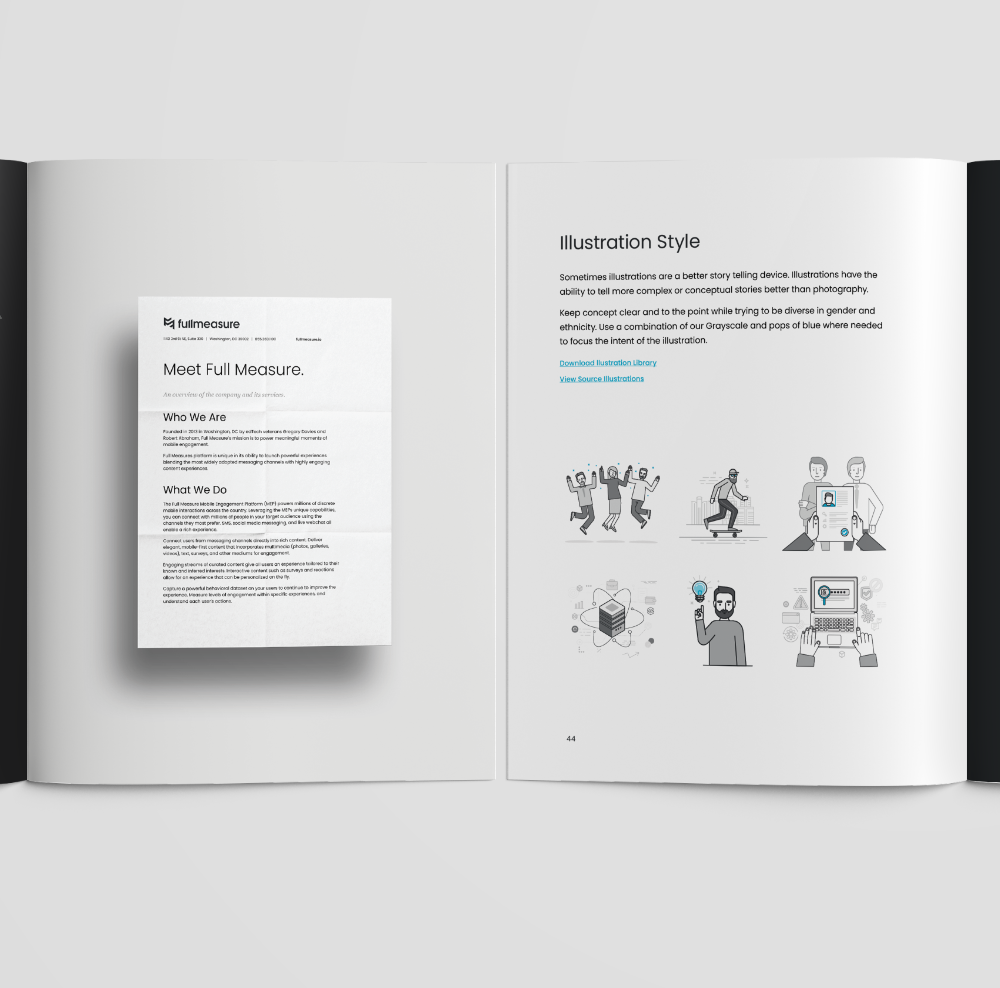 fullmeasure
Washington, DC
fullmeasure.io
Meet Full Measure.
An overview of the company and its services.
Who We Are
Founded in 2013 in Washington, DC by edTech veterans Gregory Davies and
Robert Abraham, Full Measure's mission is to power meaningful moments of
mobile engagement.
Full Measures platform is unique in its ability to launch powerful experiences
blending the most widely adopted messaging channels with highly engaging
content experiences.
What We Do
The Full Measure Mobile Engagement Platform (MEP) powers millions of discrete
mobile interactions across the country. Leveraging the MEPs unique capabilities,
you can connect with millions of people in your target audience using the
channels they most prefer. SMS, social media messaging, and live webchat all
enable a rich experience.
Connect users from messaging channels directly into rich content. Deliver
elegant, mobile-first content that incorporates multimedia (photos, galleries,
videos), text, surveys, and other mediums for engagement.
Engaging streams of curated content give all users an experience tailored to their
known and inferred interests. Interactive content such as surveys and reactions
allow for an experience that can be personalized on the fly.
Capture a powerful behavioral dataset on your users to continue to improve the
experience. Measure levels of engagement within specific experiences, and
understand each user's actions.
Illustration Style
Sometimes illustrations are a better story telling device. Illustrations have the
ability to tell more complex or conceptual stories better than photography.
Keep concept clear and to the point while trying to be diverse in gender and
ethnicity. Use a combination of our Grayscale and pops of blue where needed
to focus the intent of the illustration.
Download Ilustration Library
View Source Illustrations
44